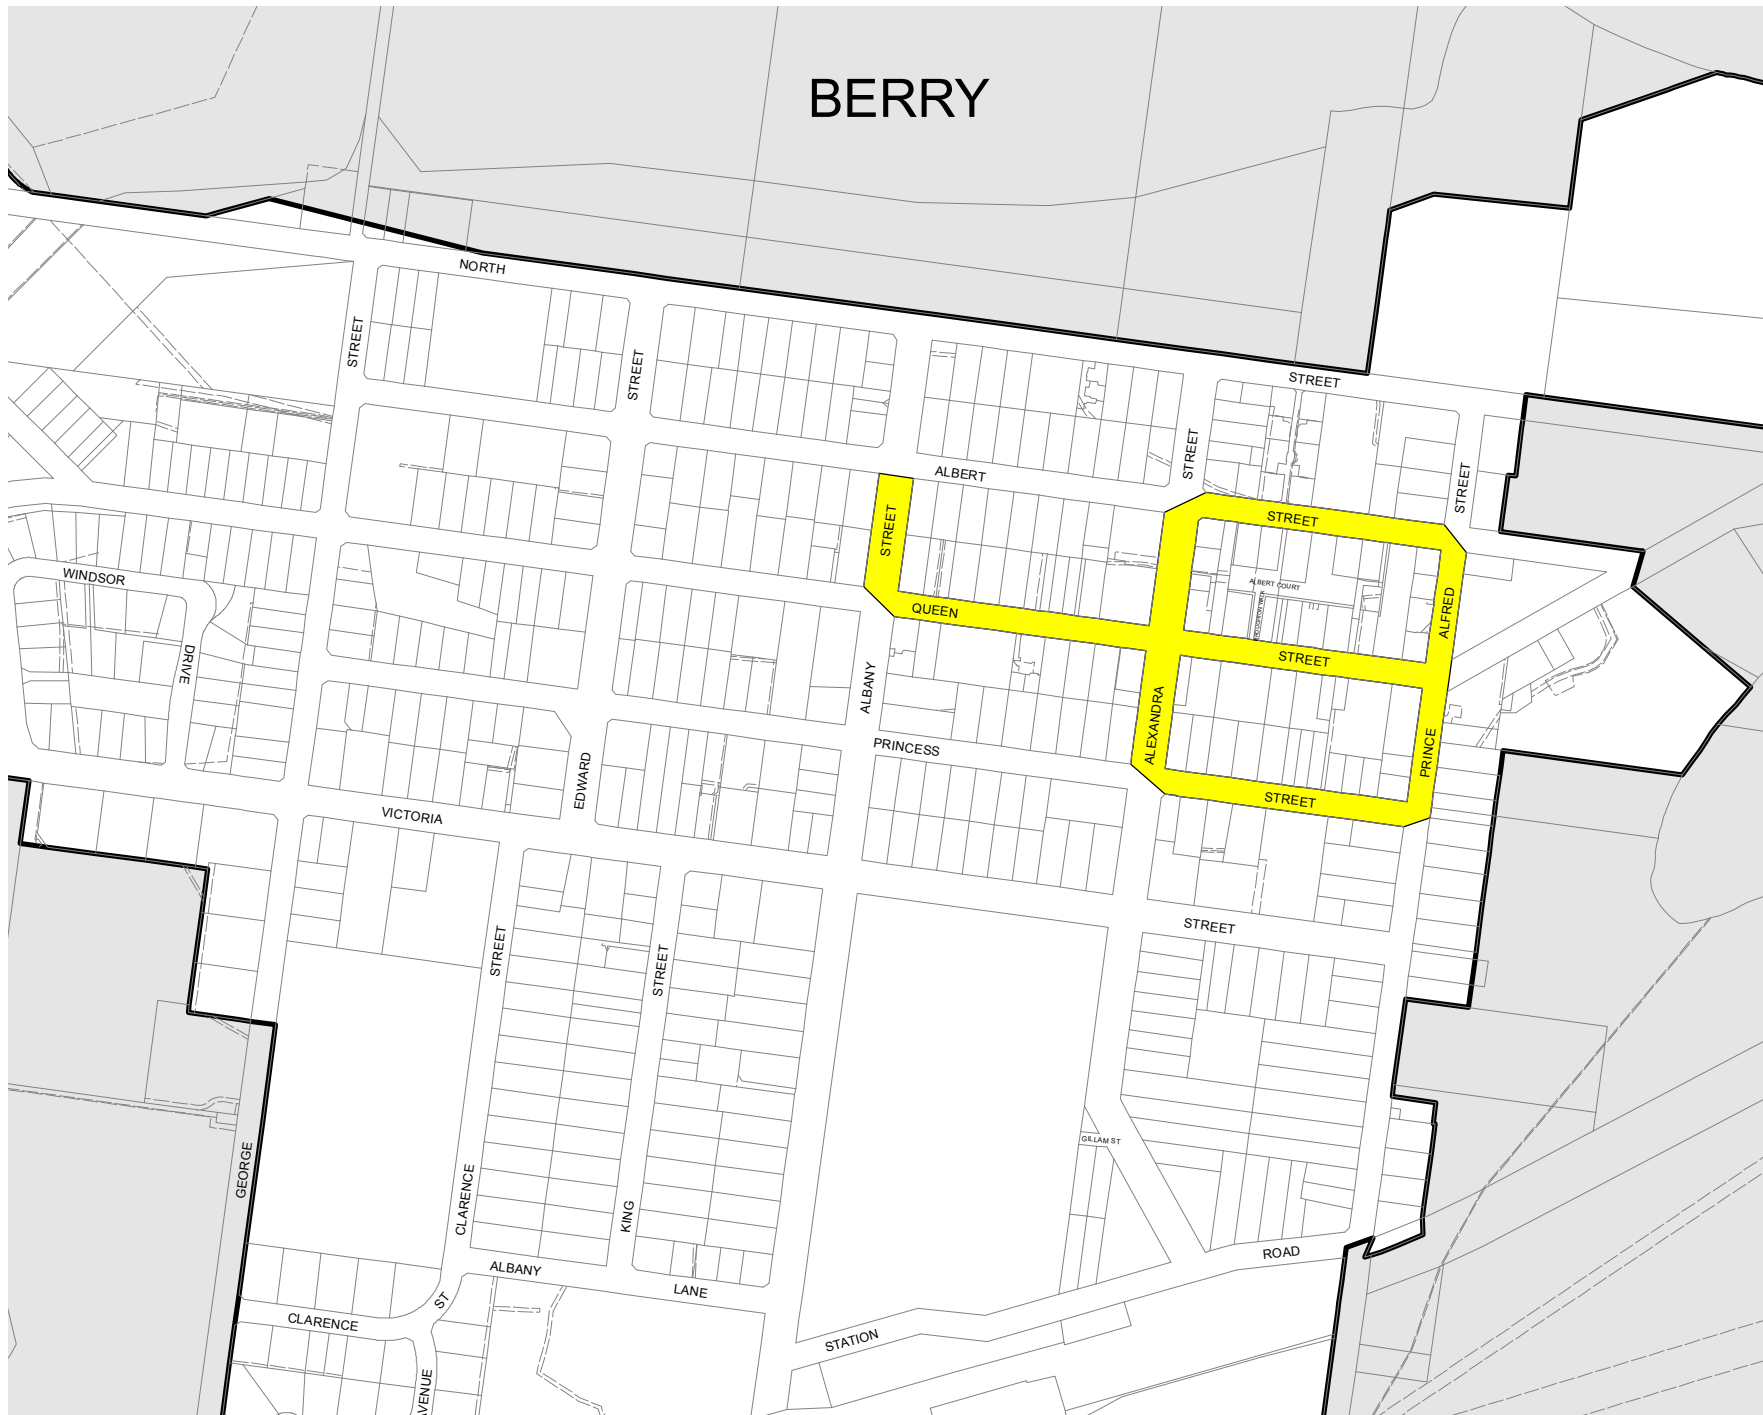 BERRY
NORTH
STREET
STREET
STREET
STREET
STREET
ALBERT
STREET
STREET
STREET
WINDSOR
DRIVE
ALBERT COURT
ALFRED
QUEEN
STREET
ALBANY
ALEXANDRA
PRINCE
PRINCESS
STREET
EDWARD
VICTORIA
STREET
STREET
STREET
GILLAM ST
GEORGE
CLARENCE
KING
ALBANY
LANE
ROAD
ST
CLARENCE
STATION
AVENUE